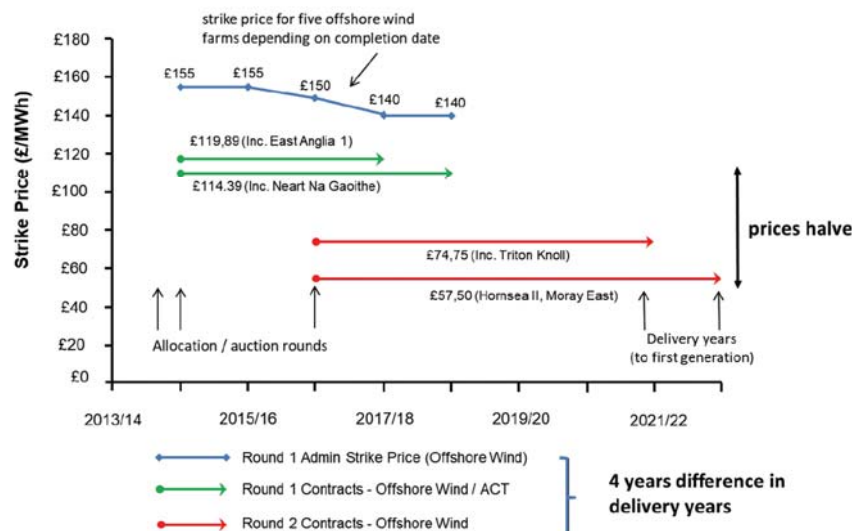 strike price for five offshore wind
farms depending on completion date
£180
£160
£140
£120
£100
£80
£60
£40
£20
£0
Strike Price (£/MWh)
£155
£155
£150
£140
£140
£119,89 (Inc. East Anglia 1)
£114.39 (Inc. Neart Na Gaoithe)
£74,75 (Inc. Triton Knoll)
£57,50 (Hornsea II, Moray East)
prices halve
Allocation / auction rounds
Delivery years
(to first generation)
2013/14
2015/16
2017/18
2019/20
2021/22
Round 1 Admin Strike Price (Offshore Wind)
Round 1 Contracts - Offshore Wind / ACT
Round 2 Contracts - Offshore Wind
4 years difference in
delivery years